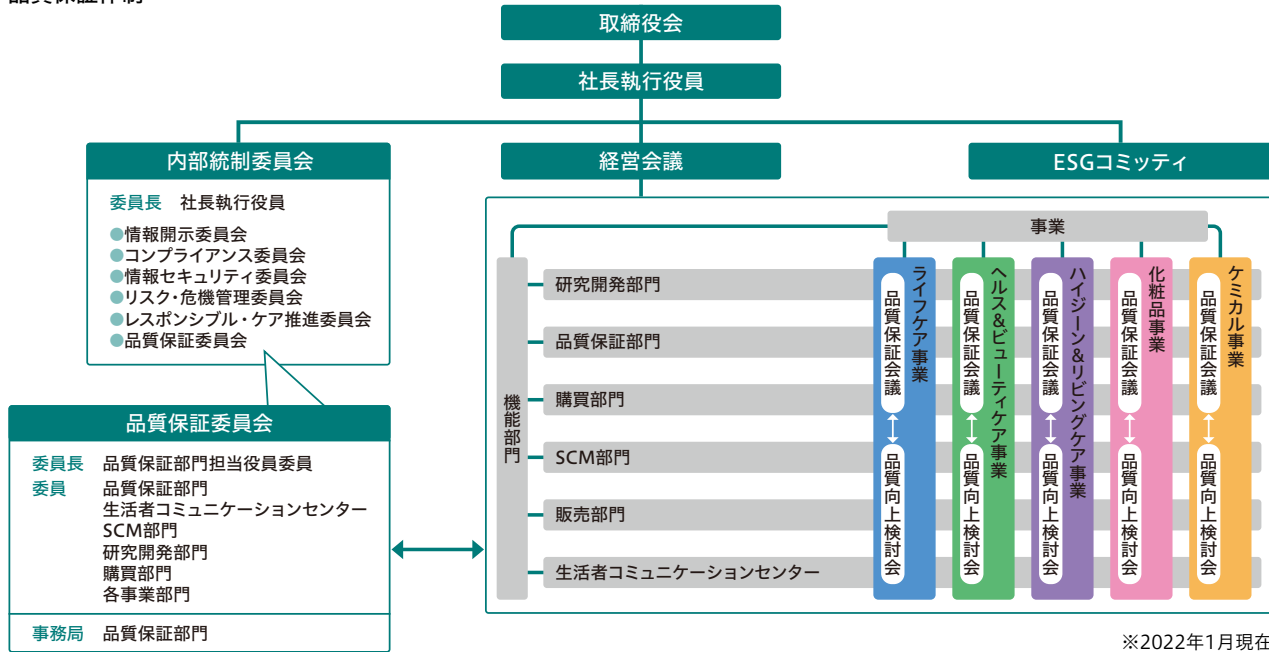 取締役会
社長執行役員
内部統制委員会
経営会議
ESGコミッティ
委員長 社長執行役員
●情報開示委員会
●コンプライアンス委員会
●情報セキュリティ委員会
●リスク・危機管理委員会
●レスポンシブル・ケア推進委員会
●品質保証委員会
品質保証委員会
委員長 品質保証部門担当役員委員
委員 品質保証部門
生活者コミュニケーションセンター
SCM部門
研究開発部門
購買部門
各事業部門
事務局 品質保証部門
事業
機能部門
研究開発部門
品質保証部門
購買部門
SCM部門
販売部門
生活者コミュニケーションセンター
ライフケア事業
品質保証会議
品質向上検討会
ヘルス&ビューティケア事業
品質保証会議
品質向上検討会
ハイジーン&リビングケア事業
品質保証会議
品質向上検討会
化粧品事業
品質保証会議
品質向上検討会
ケミカル事業
品質保証会議
品質向上検討会
※2022年1月現在